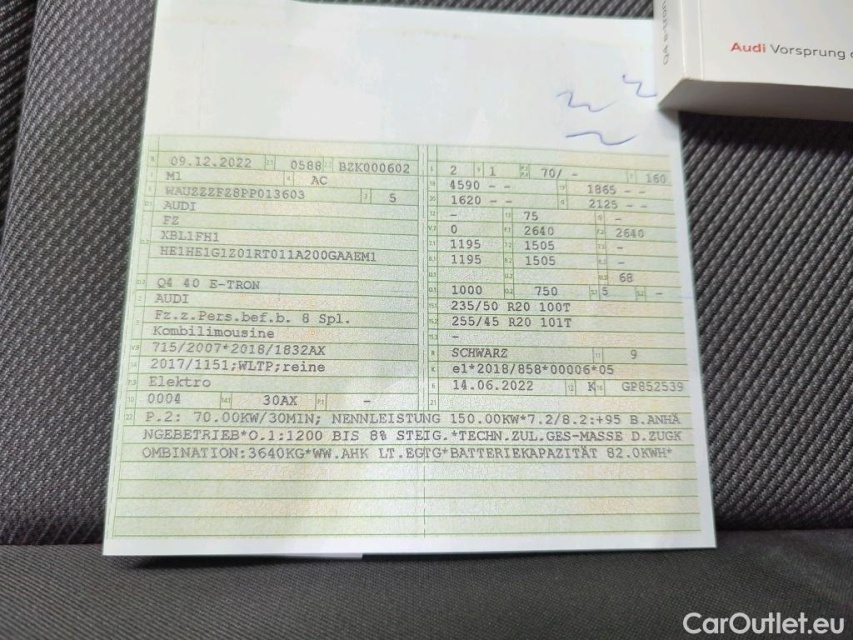 Q4 e-tron
Audi Vorsprung
09.12.2022 0588 BZK000602
M1 AC
WAUZZZFZ8PP013603 5
AUDI
FZ
XBL1FH1
HE1HE1G1Z01RT011A200GAAEM1
Q4 40 E-TRON
AUDI
Fz.z.Pers.bef.b. 8 Spl.
Kombilimousine
715/2007*2018/1832AX
2017/1151;WLTP;reine
Elektro
0004 30AX -
2 1 70/ - 160
4590 - - 1865 - -
1620 - - 2125 - -
- 75 -
0 2640 2640
1195 1505 -
1195 1505 -
68
1000 750 5 -
235/50 R20 100T
255/45 R20 101T
-
SCHWARZ 9
e1*2018/858*00006*05
14.06.2022 K GP852539
P.2: 70.00KW/30MIN; NENNLEISTUNG 150.00KW*7.2/8.2:+95 B.ANHÄ
NGEBETRIEB*O.1:1200 BIS 8% STEIG.*TECHN.ZUL.GES-MASSE D.ZUGK
OMBINATION:3640KG*WW.AHK LT.EGTG*BATTERIEKAPAZITÄT 82.0KWH*
CarOutlet.eu